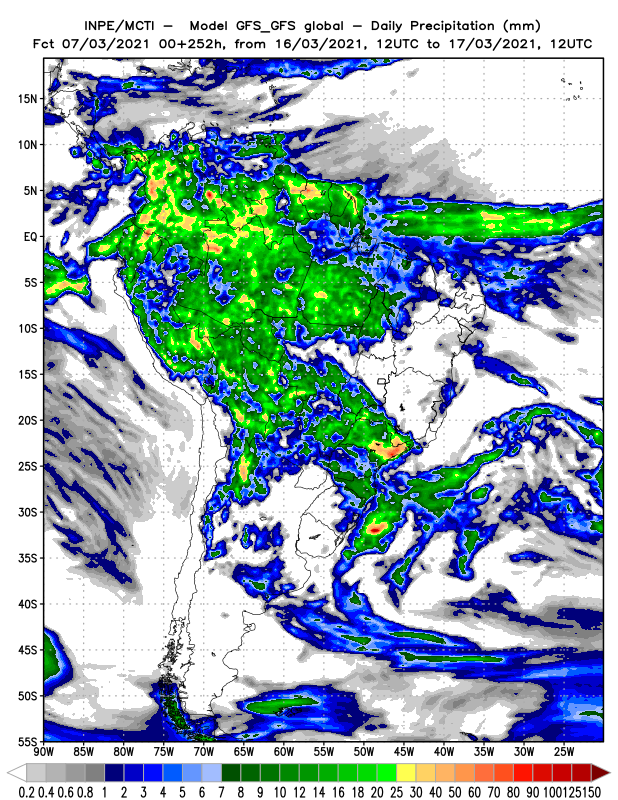 INPE/MCTI – Model GFS_GFS global – Daily Precipitation (mm)
Fct 07/03/2021 00+252h, from 16/03/2021, 12UTC to 17/03/2021, 12UTC
15N
10N
5N
EQ
5S
10S
15S
20S
25S
30S
35S
40S
45S
50S
55S
90W 85W 80W 75W 70W 65W 60W 55W 50W 45W 40W 35W 30W 25W
0.2 0.4 0.6 0.8 1 2 3 4 5 6 7 8 9 10 12 14 16 18 20 25 30 40 50 60 70 80 90 100 125 150